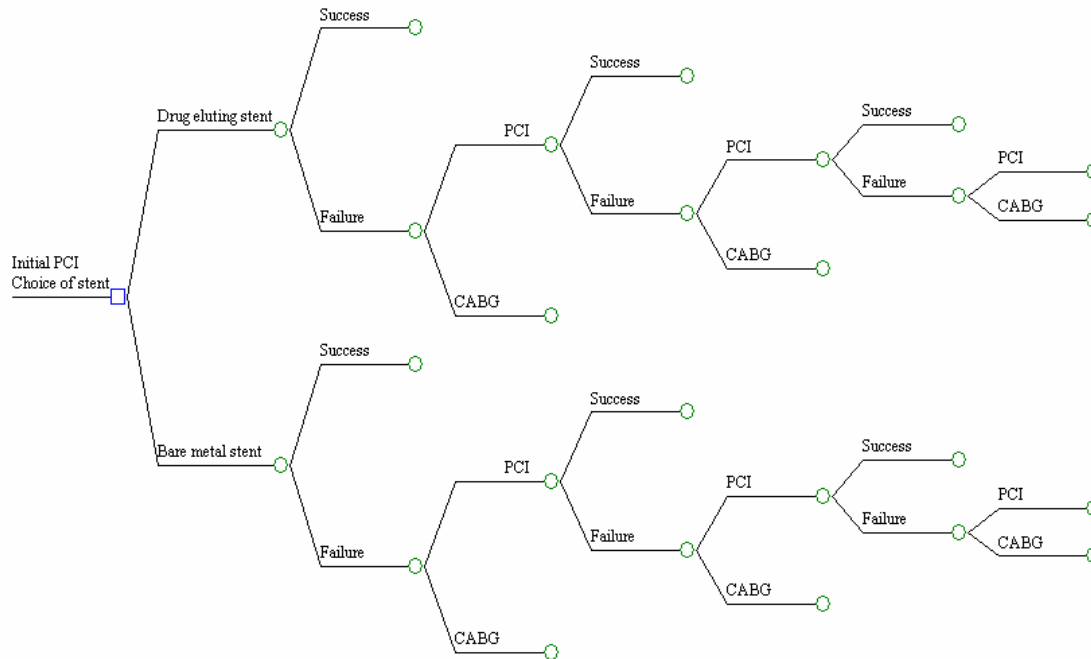 Success
Success
Drug eluting stent
PCI
Success
PCI
PCI
Failure
Failure
Failure
CABG
CABG
Initial PCI
Choice of stent
CABG
Success
Success
Bare metal stent
PCI
Success
PCI
PCI
Failure
Failure
Failure
CABG
CABG
CABG